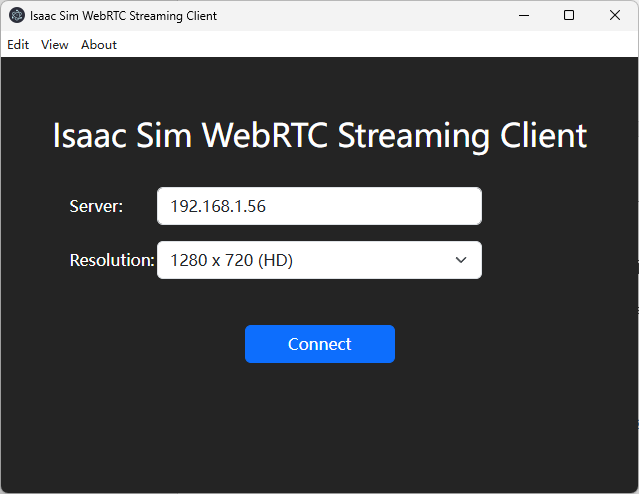 Isaac Sim WebRTC Streaming Client
Edit View About
Isaac Sim WebRTC Streaming Client
Server: 192.168.1.56
Resolution: 1280 x 720 (HD)
Connect